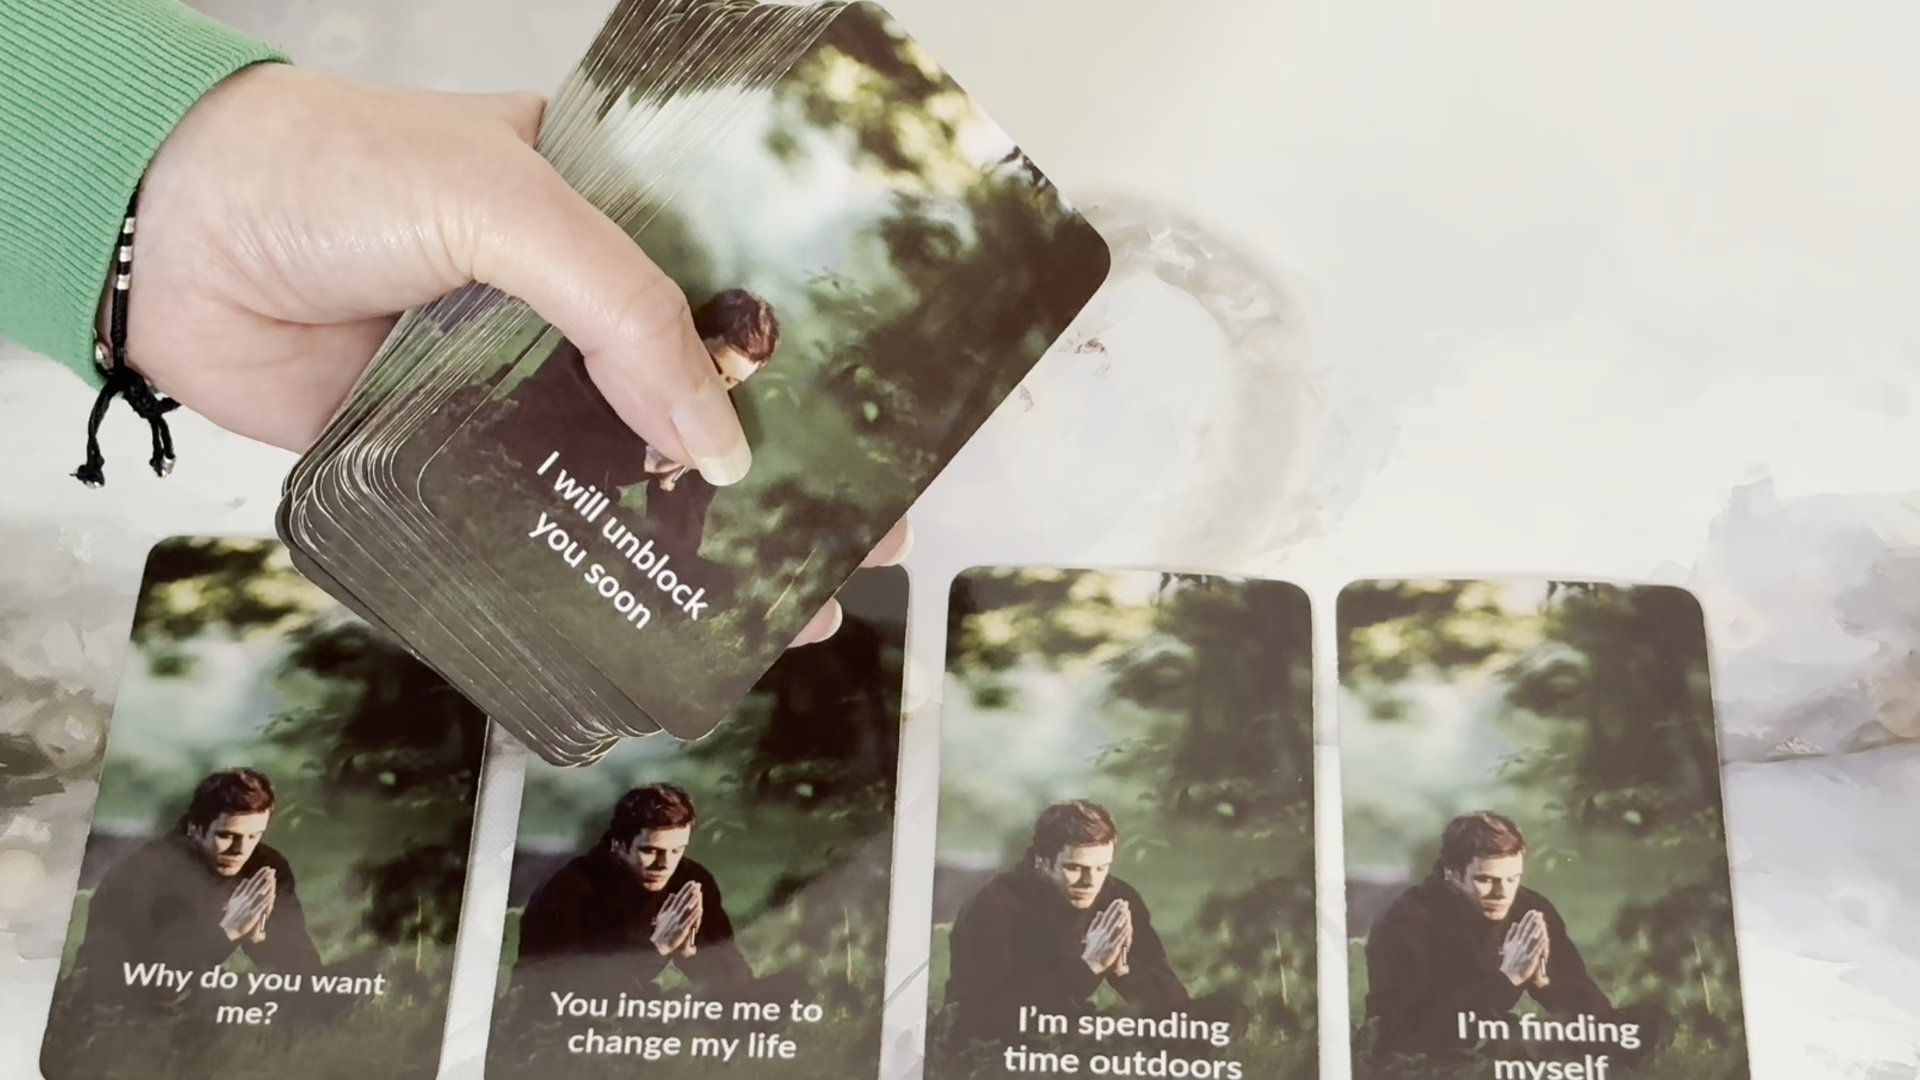 I will unblock
you soon
Why do you want
me?
You inspire me to
change my life
I'm spending
time outdoors
I'm finding
myself